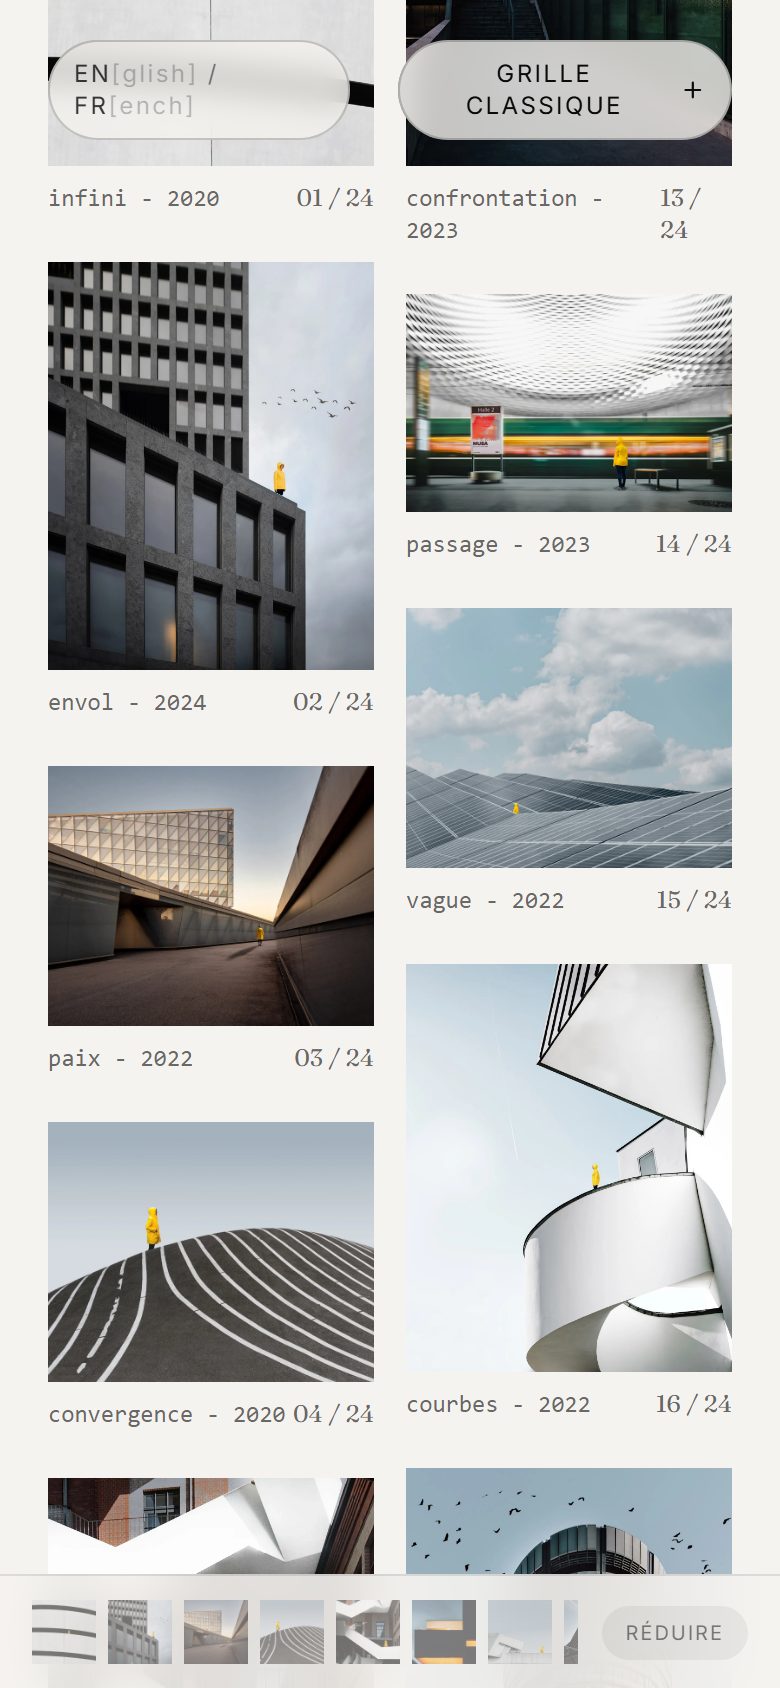 EN[glish] /
FR[ench]
GRILLE
CLASSIQUE +
infini - 2020 01 / 24
envol - 2024 02 / 24
paix - 2022 03 / 24
convergence - 2020 04 / 24
confrontation - 13 /
2023 24
Halle 2
passage - 2023 14 / 24
vague - 2022 15 / 24
courbes - 2022 16 / 24
RÉDUIRE